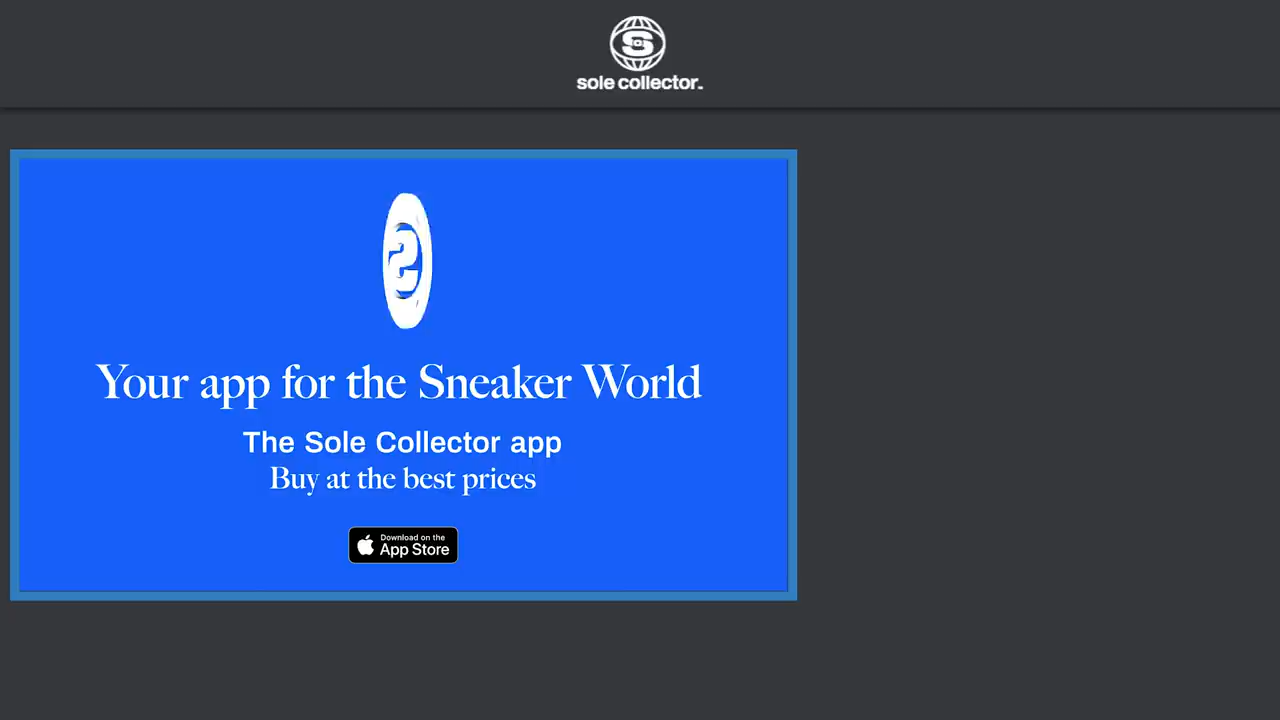 sole collector.
Your app for the Sneaker World
The Sole Collector app
Buy at the best prices
Download on the
App Store